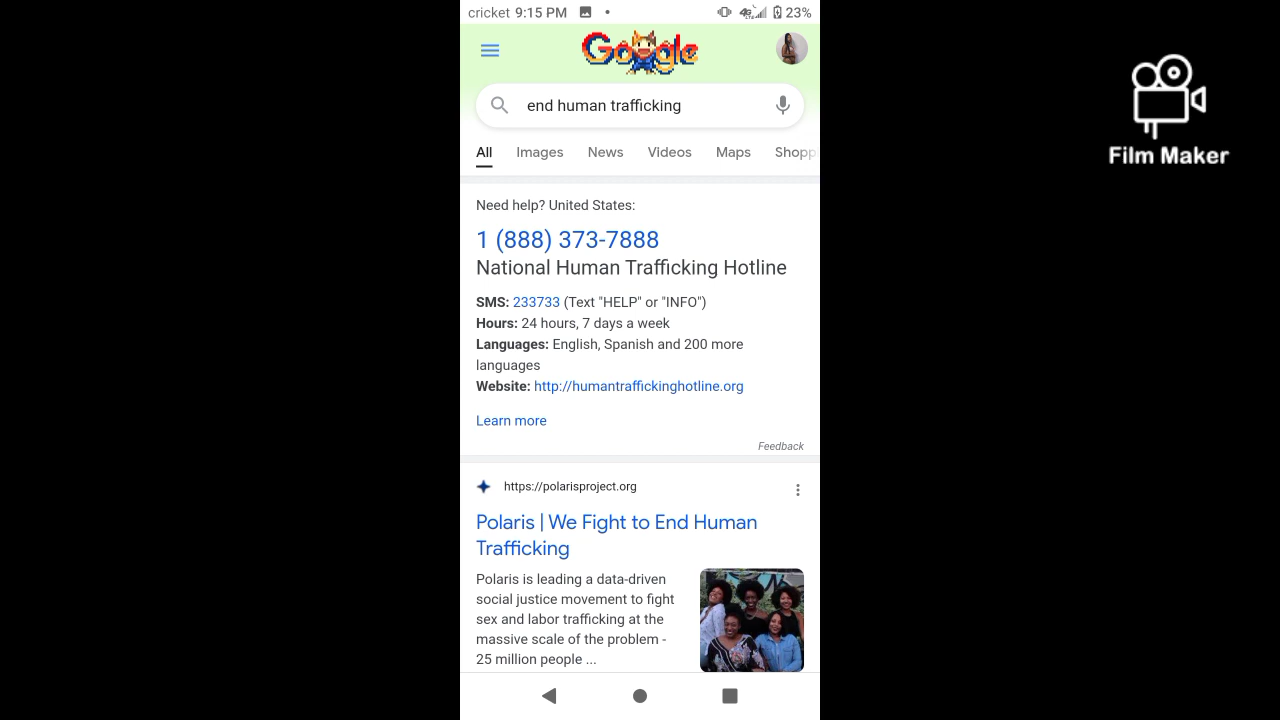 cricket 9:15 PM 4G 23%
Google
end human trafficking
All Images News Videos Maps Shopp
Need help? United States:
1 (888) 373-7888
National Human Trafficking Hotline
SMS: 233733 (Text "HELP" or "INFO")
Hours: 24 hours, 7 days a week
Languages: English, Spanish and 200 more
languages
Website: http://humantraffickinghotline.org
Learn more
Feedback
https://polarisproject.org
Polaris | We Fight to End Human
Trafficking
Polaris is leading a data-driven
social justice movement to fight
sex and labor trafficking at the
massive scale of the problem -
25 million people ...
Film Maker